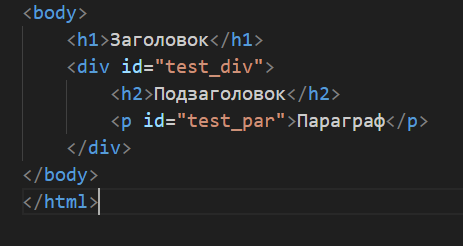 <body>
<h1>Заголовок</h1>
<div id="test_div">
<h2>Подзаголовок</h2>
<p id="test_par">Параграф</p>
</div>
</body>
</html>